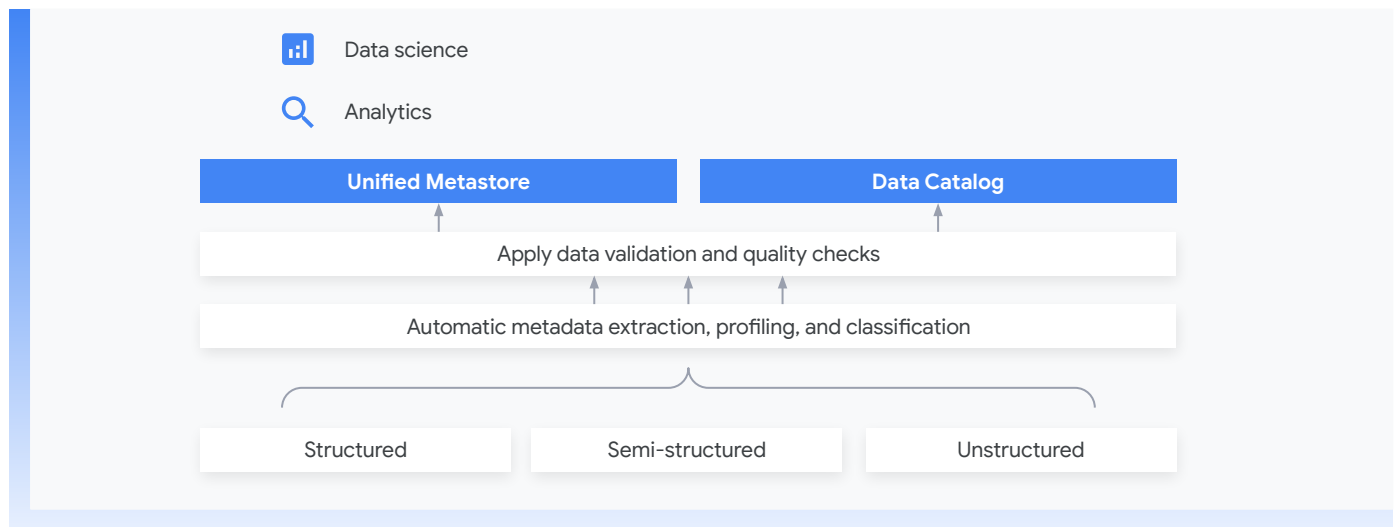 Data science
Analytics
Unified Metastore
Data Catalog
Apply data validation and quality checks
Automatic metadata extraction, profiling, and classification
Structured
Semi-structured
Unstructured